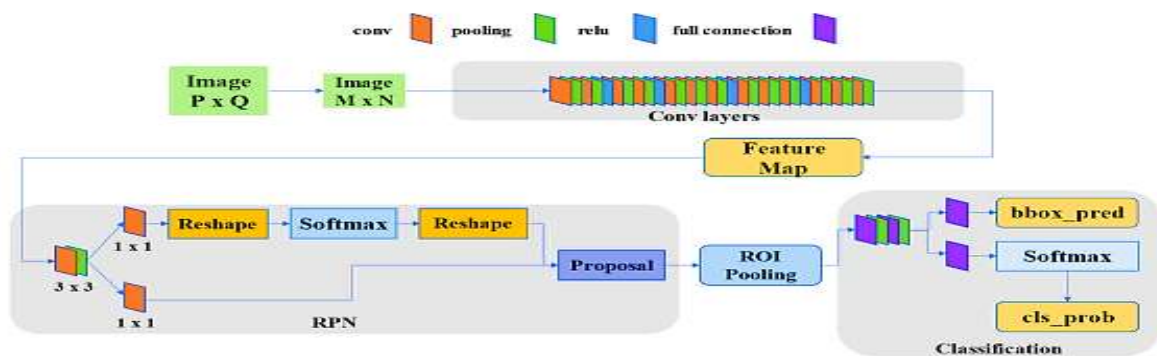 conv pooling relu full connection
Image
P x Q
Image
M x N
Conv layers
Feature
Map
Reshape
Softmax
Reshape
1 x 1
3 x 3
1 x 1
Proposal
RPN
ROI
Pooling
bbox_pred
Softmax
cls_prob
Classification